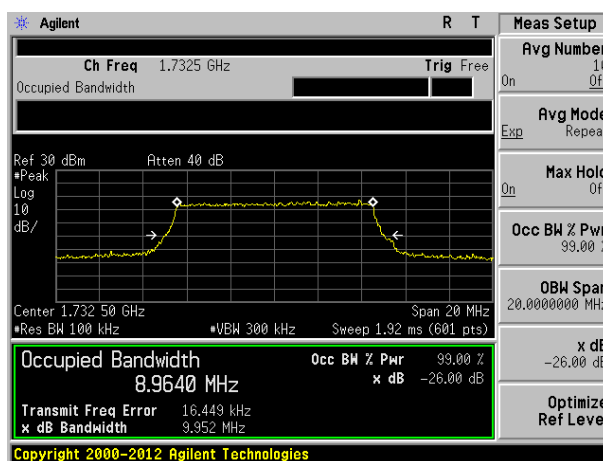 Agilent R T
Meas Setup
Ch Freq 1.7325 GHz Trig Free
Occupied Bandwidth
Ref 30 dBm Atten 40 dB
#Peak
Log
10
dB/
Center 1.732 50 GHz Span 20 MHz
#Res BW 100 kHz #VBW 300 kHz Sweep 1.92 ms (601 pts)
Occupied Bandwidth
8.9640 MHz
Occ BW % Pwr 99.00 %
x dB -26.00 dB
Transmit Freq Error 16.449 kHz
x dB Bandwidth 9.952 MHz
Copyright 2000-2012 Agilent Technologies
Avg Number
On
Avg Mode
Exp Repea
Max Hold
On
Occ BW % Pwr
99.00 %
OBW Span
20.0000000 MHz
x dB
-26.00 dB
Optimize
Ref Level